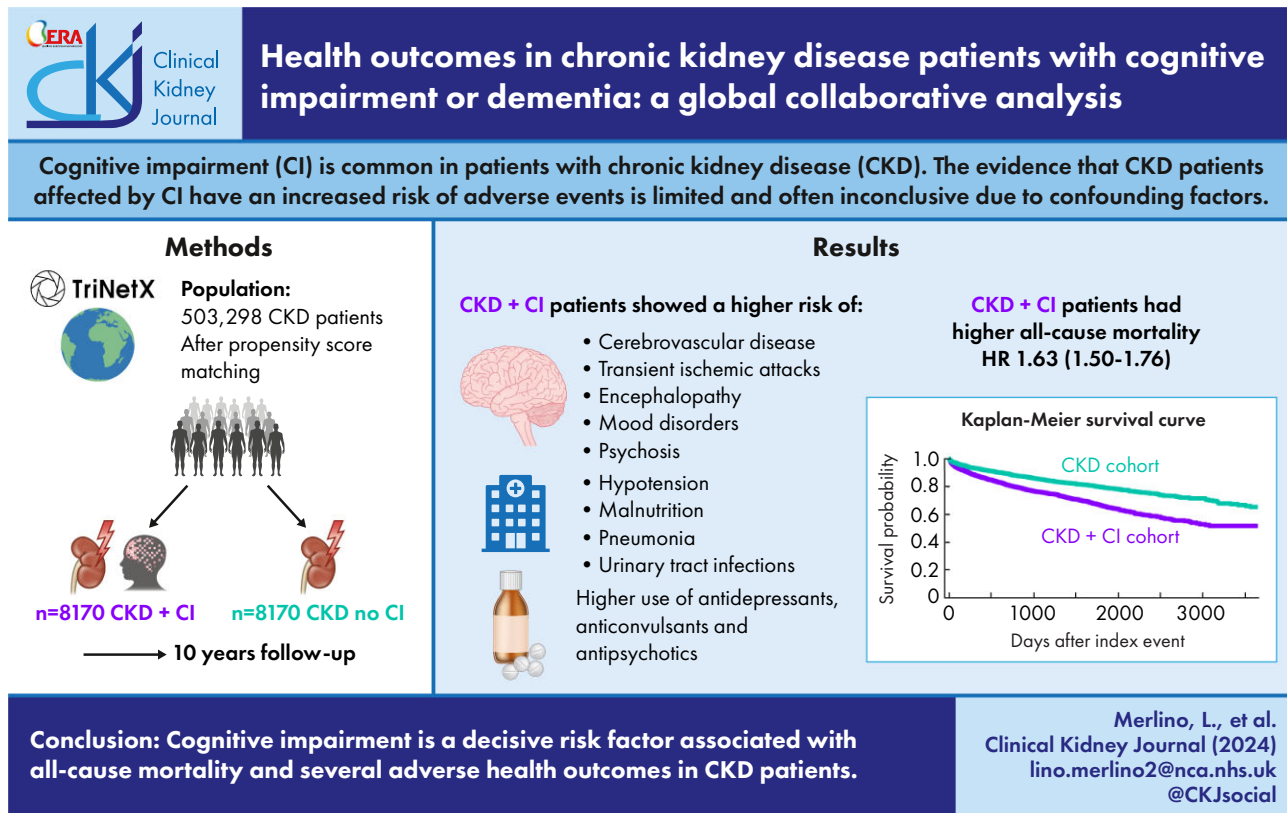 ERA
ckj
Clinical
Kidney
Journal
Health outcomes in chronic kidney disease patients with cognitive
impairment or dementia: a global collaborative analysis
Cognitive impairment (CI) is common in patients with chronic kidney disease (CKD). The evidence that CKD patients
affected by CI have an increased risk of adverse events is limited and often inconclusive due to confounding factors.
Methods
TriNetX
Population:
503,298 CKD patients
After propensity score
matching
n=8170 CKD + CI
n=8170 CKD no CI
10 years follow-up
Results
CKD + CI patients showed a higher risk of:
• Cerebrovascular disease
• Transient ischemic attacks
• Encephalopathy
• Mood disorders
• Psychosis
• Hypotension
• Malnutrition
• Pneumonia
• Urinary tract infections
Higher use of antidepressants,
anticonvulsants and
antipsychotics
CKD + CI patients had
higher all-cause mortality
HR 1.63 (1.50-1.76)
Kaplan-Meier survival curve
Survival probability
1.0
0.8
0.6
0.4
0.2
0
CKD cohort
CKD + CI cohort
0 1000 2000 3000
Days after index event
Conclusion: Cognitive impairment is a decisive risk factor associated with
all-cause mortality and several adverse health outcomes in CKD patients.
Merlino, L., et al.
Clinical Kidney Journal (2024)
lino.merlino2@nca.nhs.uk
@CKJsocial